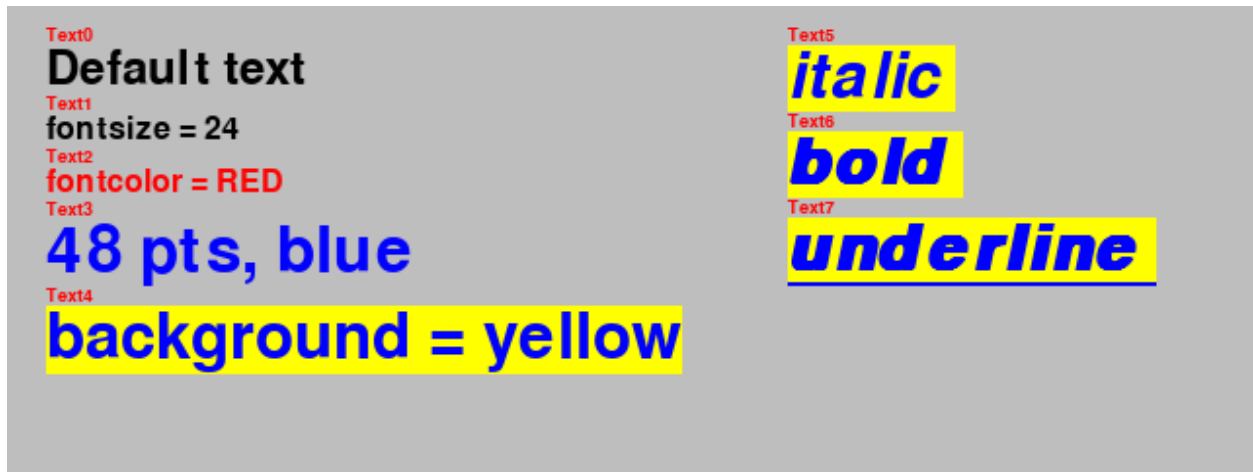 Text0
Default text
Text1
fontsize = 24
Text2
fontcolor = RED
Text3
48 pts, blue
Text4
background = yellow
Text5
italic
Text6
bold
Text7
underline